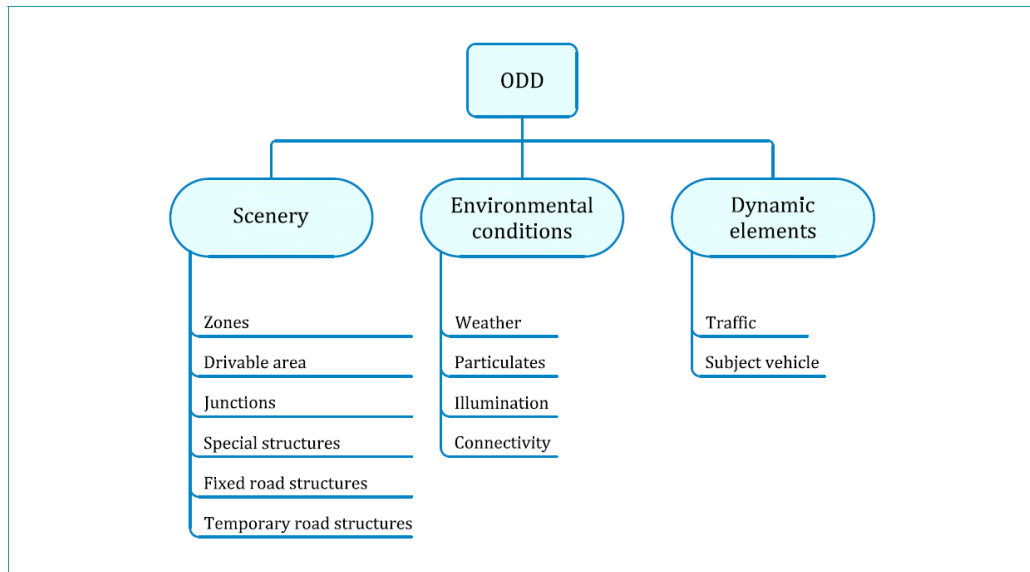 ODD
Scenery
Environmental
conditions
Dynamic
elements
Zones
Drivable area
Junctions
Special structures
Fixed road structures
Temporary road structures
Weather
Particulates
Illumination
Connectivity
Traffic
Subject vehicle